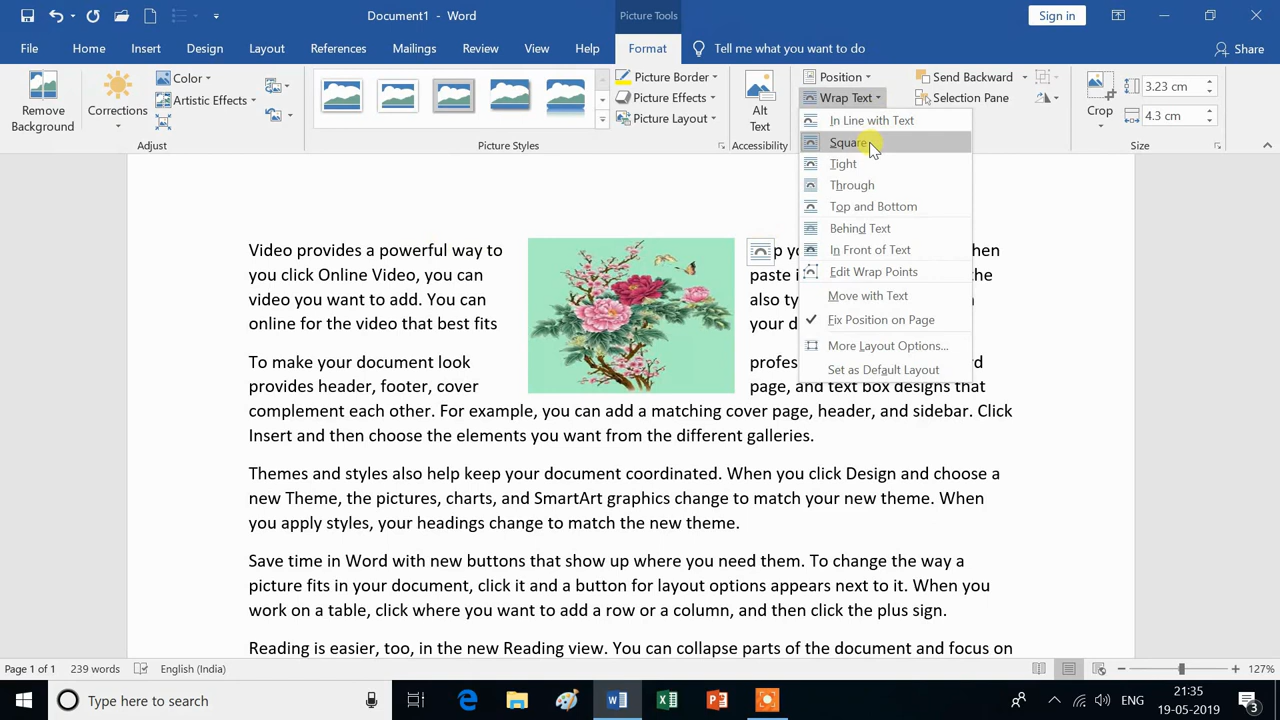 Document1 - Word
Picture Tools
Sign in
File Home Insert Design Layout References Mailings Review View Help Format Tell me what you want to do Share
Remove Background
Corrections
Color
Artistic Effects
Adjust
Picture Styles
Picture Border
Picture Effects
Picture Layout
Alt Text
Accessibility
Position
Wrap Text
Send Backward
Selection Pane
Crop
3.23 cm
4.3 cm
Size
In Line with Text
Square
Tight
Through
Top and Bottom
Behind Text
In Front of Text
Edit Wrap Points
Move with Text
Fix Position on Page
More Layout Options...
Set as Default Layout
Video provides a powerful way to
you click Online Video, you can paste
video you want to add. You can also
online for the video that best fits your
To make your document look
provides header, footer, cover page, and text box designs that
complement each other. For example, you can add a matching cover page, header, and sidebar. Click
Insert and then choose the elements you want from the different galleries.
Themes and styles also help keep your document coordinated. When you click Design and choose a
new Theme, the pictures, charts, and SmartArt graphics change to match your new theme. When
you apply styles, your headings change to match the new theme.
Save time in Word with new buttons that show up where you need them. To change the way a
picture fits in your document, click it and a button for layout options appears next to it. When you
work on a table, click where you want to add a row or a column, and then click the plus sign.
Reading is easier, too, in the new Reading view. You can collapse parts of the document and focus on
Page 1 of 1 239 words English (India) 127%
Type here to search
ENG
21:35
19-05-2019
3